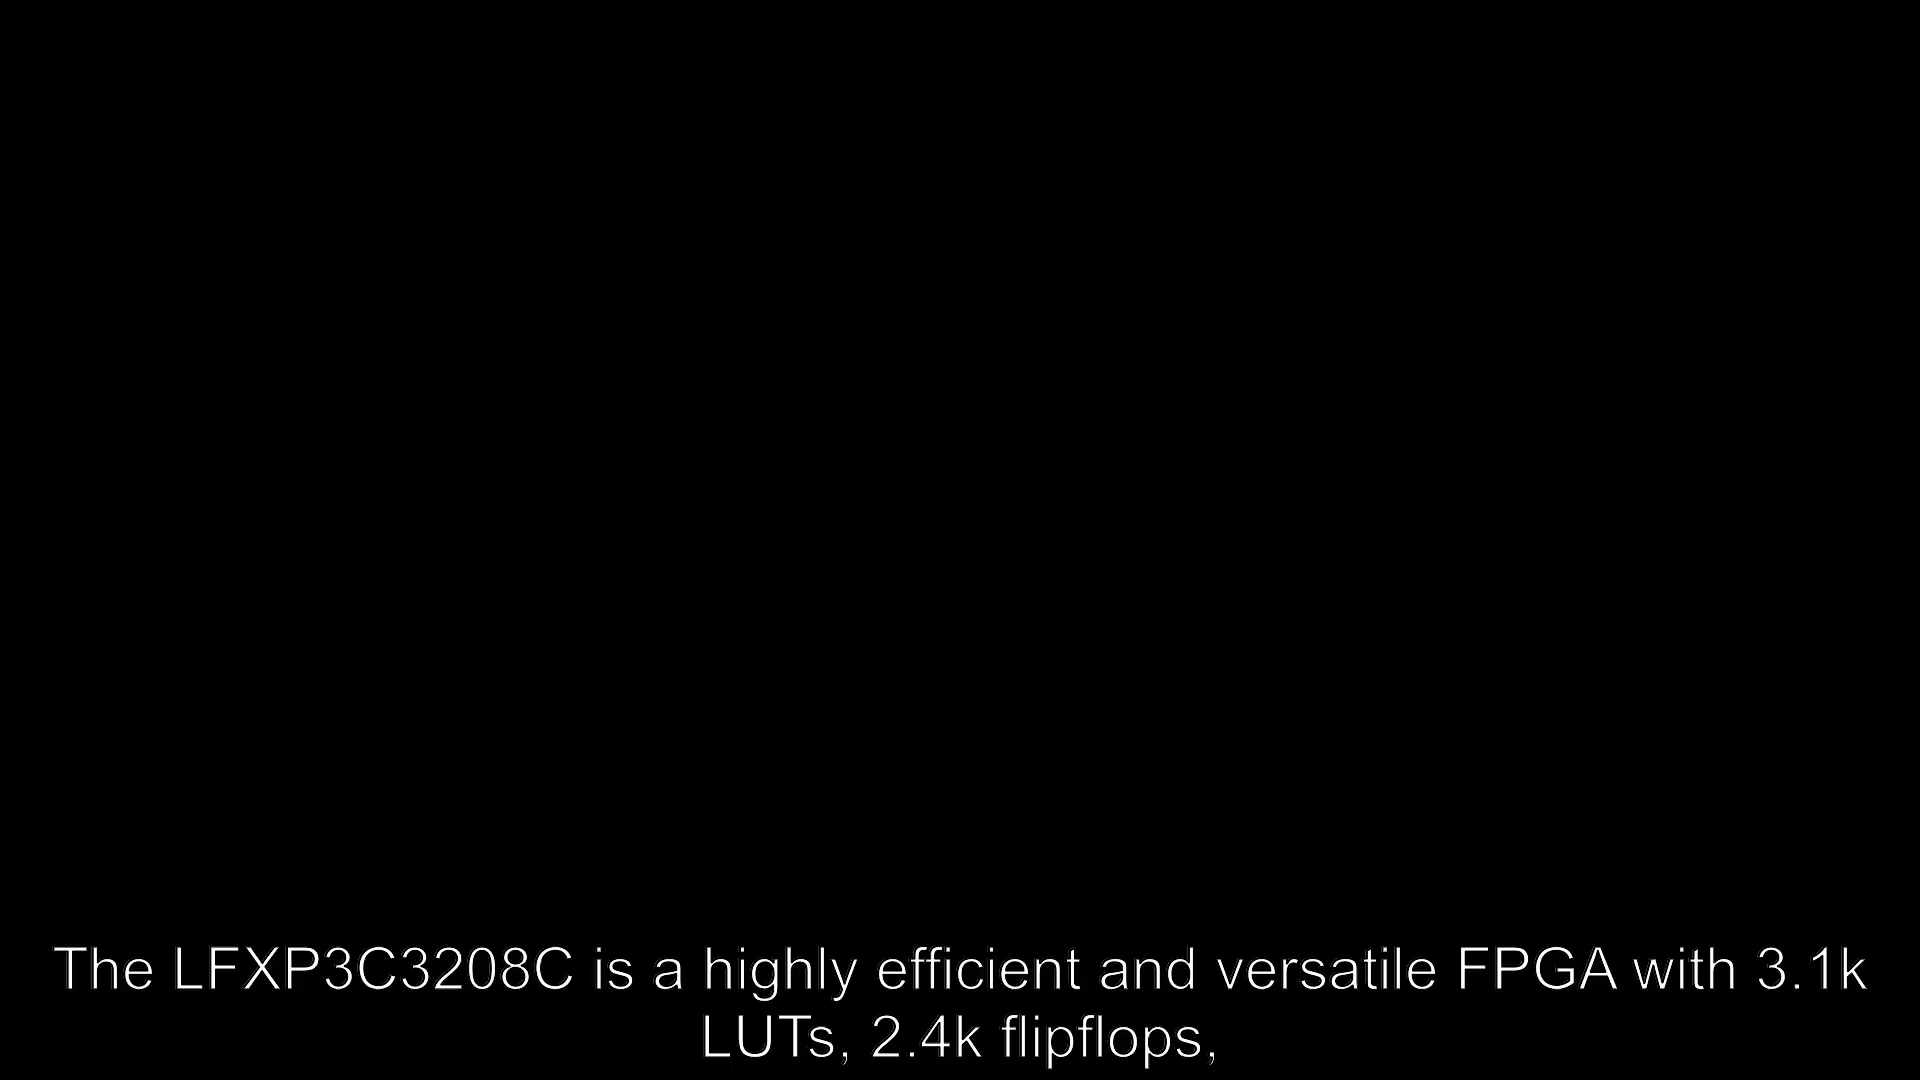 The LFXP3C3208C is a highly efficient and versatile FPGA with 3.1k
LUTs, 2.4k flipflops,